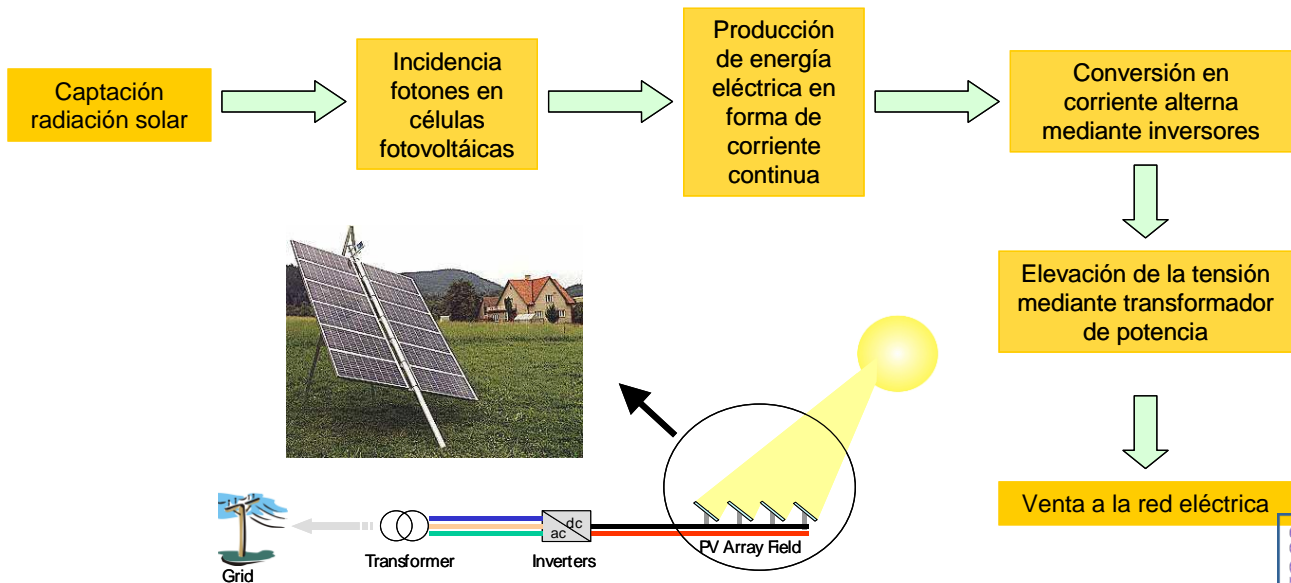 Captación
radiación solar
Incidencia
fotones en
células
fotovoltáicas
Producción
de energía
eléctrica en
forma de
corriente
continua
Conversión en
corriente alterna
mediante inversores
Elevación de la tensión
mediante transformador
de potencia
Venta a la red eléctrica
dc
ac
Transformer
Inverters
PV Array Field
Grid